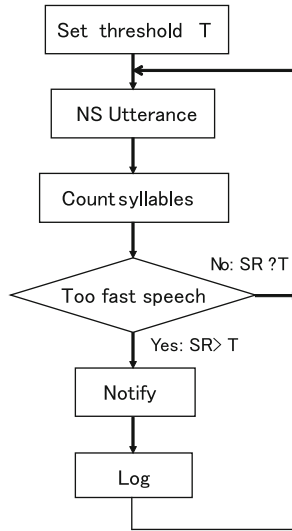 Set threshold T
NS Utterance
Count syllables
No: SR ?T
Too fast speech
Yes: SR> T
Notify
Log